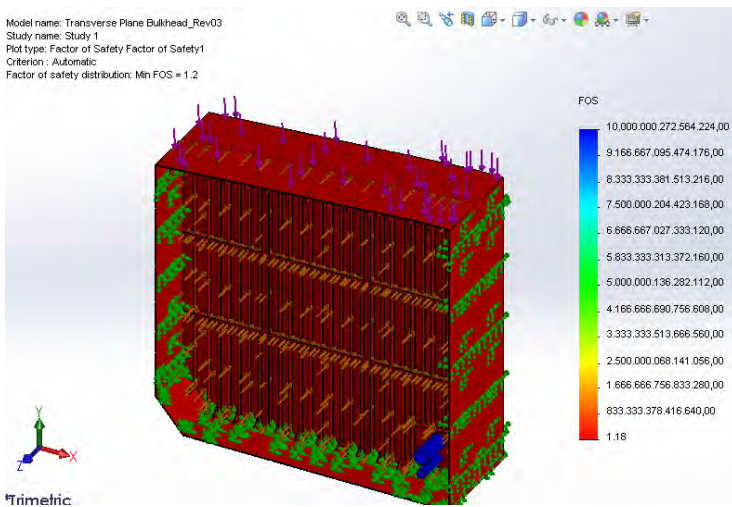 Model name: Transverse Plane Bulkhead_Rev03
Study name: Study 1
Plot type: Factor of Safety Factor of Safety1
Criterion : Automatic
Factor of safety distribution: Min FOS = 1.2
FOS
10.000.000.272.564.224,00
9.166.667.095.474.176,00
8.333.333.381.513.216,00
7.500.000.204.423.168,00
6.666.667.027.333.120,00
5.833.333.313.372.160,00
5.000.000.136.282.112,00
4.166.666.690.756.608,00
3.333.333.513.666.560,00
2.500.000.068.141.056,00
1.666.666.756.833.280,00
833.333.378.416.640,00
1.18
Y
X
Z
*Trimetric